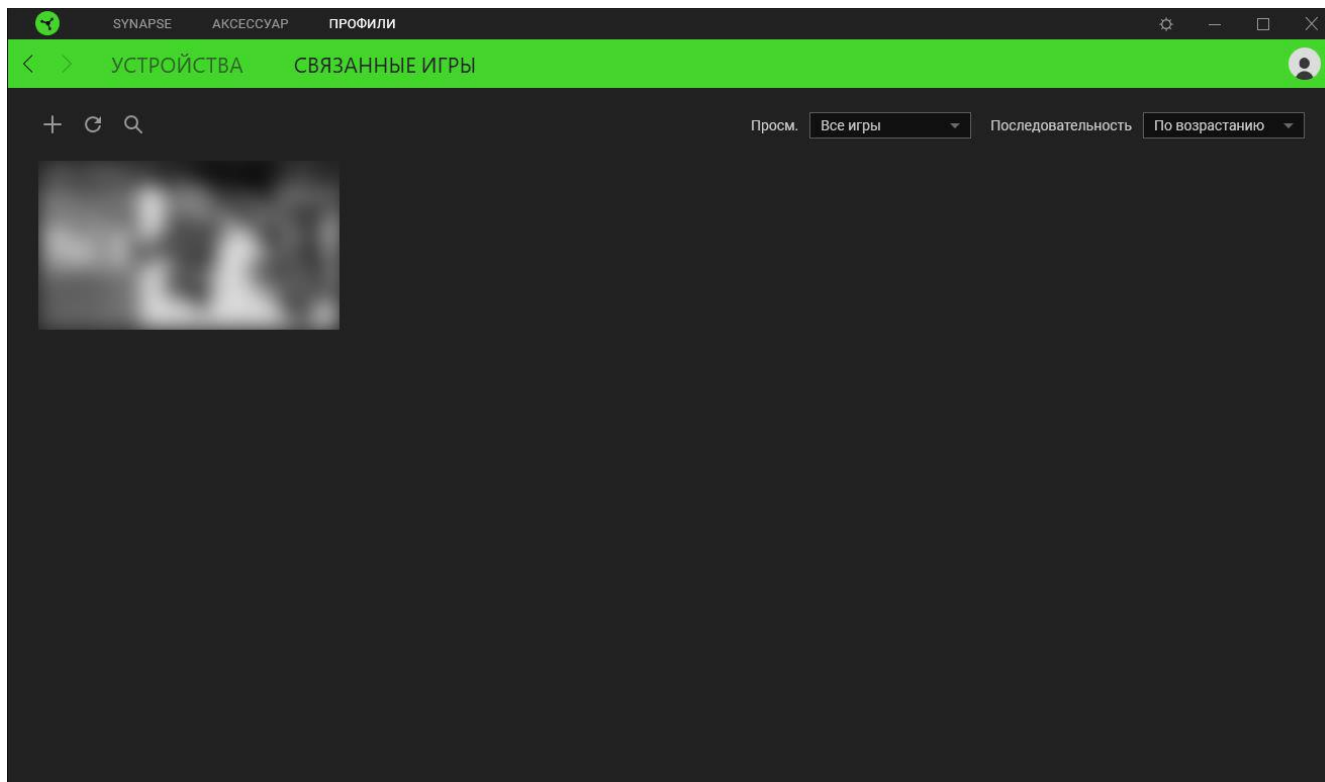 SYNAPSE АКСЕССУАР ПРОФИЛИ
УСТРОЙСТВА СВЯЗАННЫЕ ИГРЫ
Просм. Все игры Последовательность По возрастанию